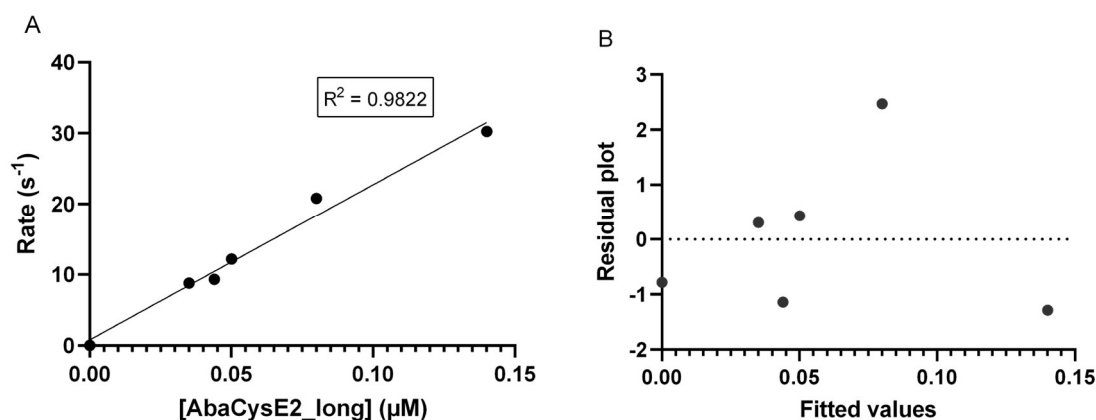 A
40
30
20
10
0
Rate (s⁻¹)
R² = 0.9822
0.00 0.05 0.10 0.15
[AbaCysE2_long] (µM)
B
3
2
1
0
-1
-2
Residual plot
0.00 0.05 0.10 0.15
Fitted values